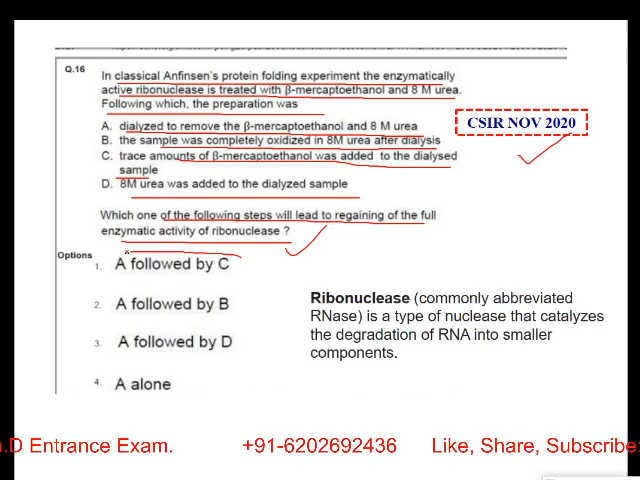 Q.16
In classical Anfinsen's protein folding experiment the enzymatically
active ribonuclease is treated with β-mercaptoethanol and 8 M urea.
Following which, the preparation was
A. dialyzed to remove the β-mercaptoethanol and 8 M urea
B. the sample was completely oxidized in 8M urea after dialysis
C. trace amounts of β-mercaptoethanol was added to the dialysed
sample
D. 8M urea was added to the dialyzed sample
CSIR NOV 2020
Which one of the following steps will lead to regaining of the full
enzymatic activity of ribonuclease ?
Options
1. A followed by C
2. A followed by B
3. A followed by D
4. A alone
Ribonuclease (commonly abbreviated
RNase) is a type of nuclease that catalyzes
the degradation of RNA into smaller
components.
.D Entrance Exam. +91-6202692436 Like, Share, Subscribe